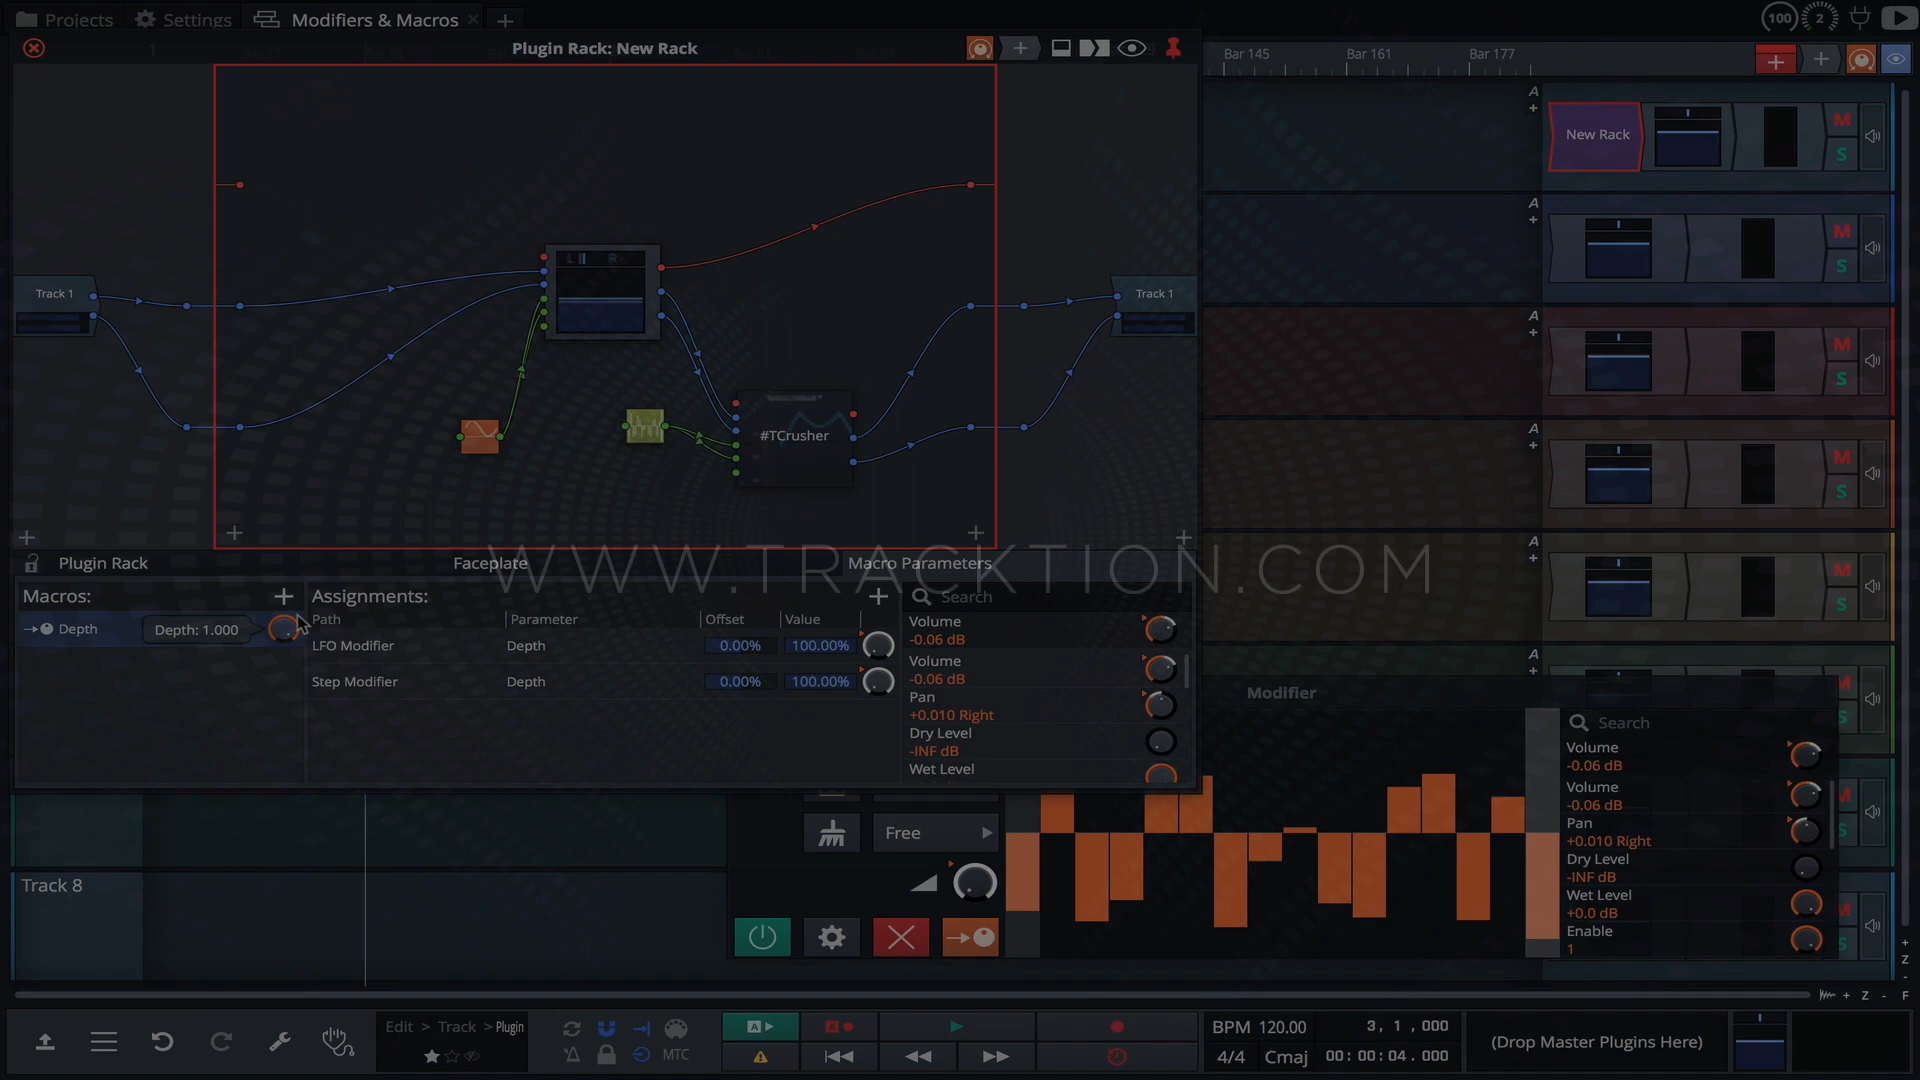 Projects
Settings
Modifiers & Macros
100
2
Plugin Rack: New Rack
Bar 145
Bar 161
Bar 177
New Rack
A
M
S
A
M
S
A
M
S
A
M
S
A
M
S
A
M
S
M
S
M
S
Track 1
L
R
Track 1
#TCrusher
WWW.TRACKTION.COM
Plugin Rack
Faceplate
Macro Parameters
Macros:
Assignments:
Search
Path
Parameter
Offset
Value
Depth
Depth: 1.000
LFO Modifier
Depth
0.00%
100.00%
Step Modifier
Depth
0.00%
100.00%
Volume
-0.06 dB
Volume
-0.06 dB
Pan
+0.010 Right
Dry Level
-INF dB
Wet Level
Modifier
Search
Volume
-0.06 dB
Volume
-0.06 dB
Pan
+0.010 Right
Dry Level
-INF dB
Wet Level
+0.0 dB
Enable
1
Free
Track 8
+
Z
-
+ Z - F
Edit > Track > Plugin
MTC
A
A
BPM 120.00
3, 1, 000
4/4
Cmaj
00:00:04.000
(Drop Master Plugins Here)